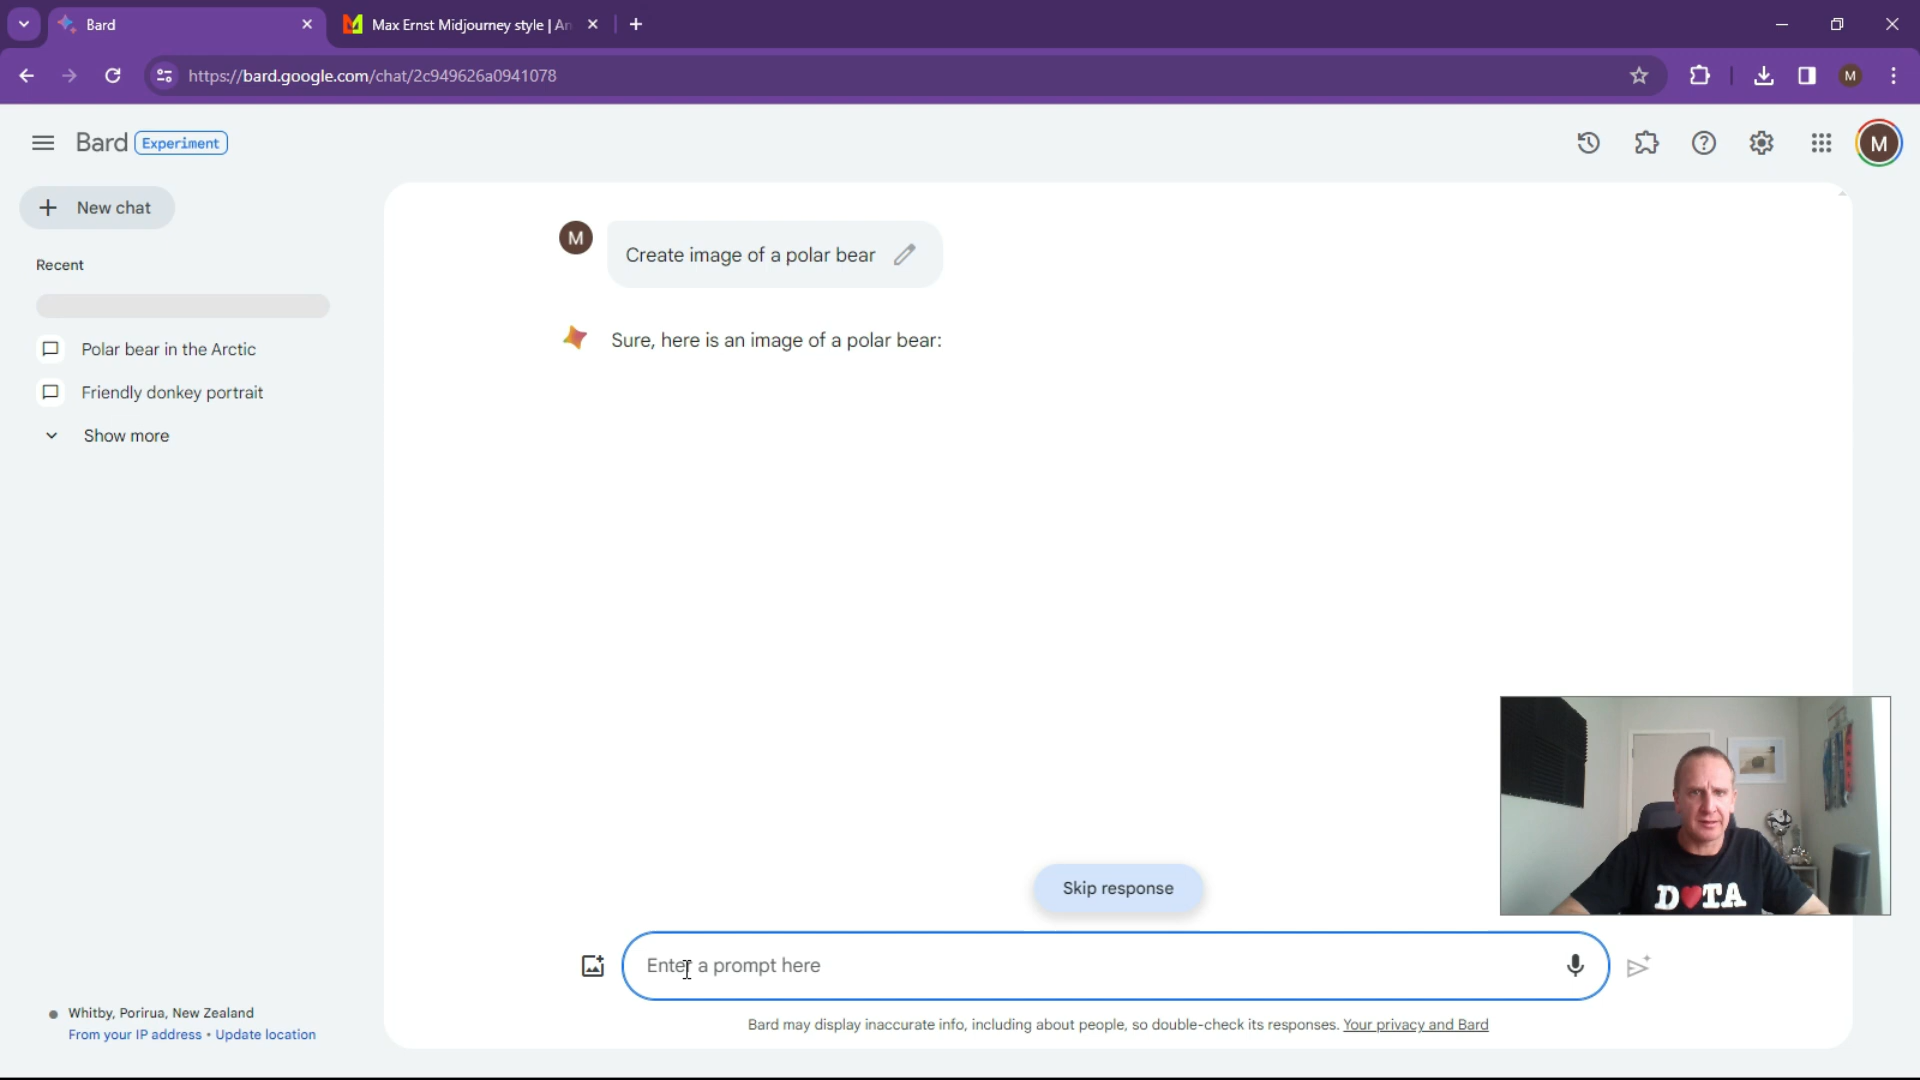 Bard
Max Ernst Midjourney style | An
https://bard.google.com/chat/2c949626a0941078
M
Bard Experiment
M
New chat
Recent
Polar bear in the Arctic
Friendly donkey portrait
Show more
M
Create image of a polar bear
Sure, here is an image of a polar bear:
Skip response
D❤TA
Enter a prompt here
Bard may display inaccurate info, including about people, so double-check its responses. Your privacy and Bard
Whitby, Porirua, New Zealand
From your IP address • Update location